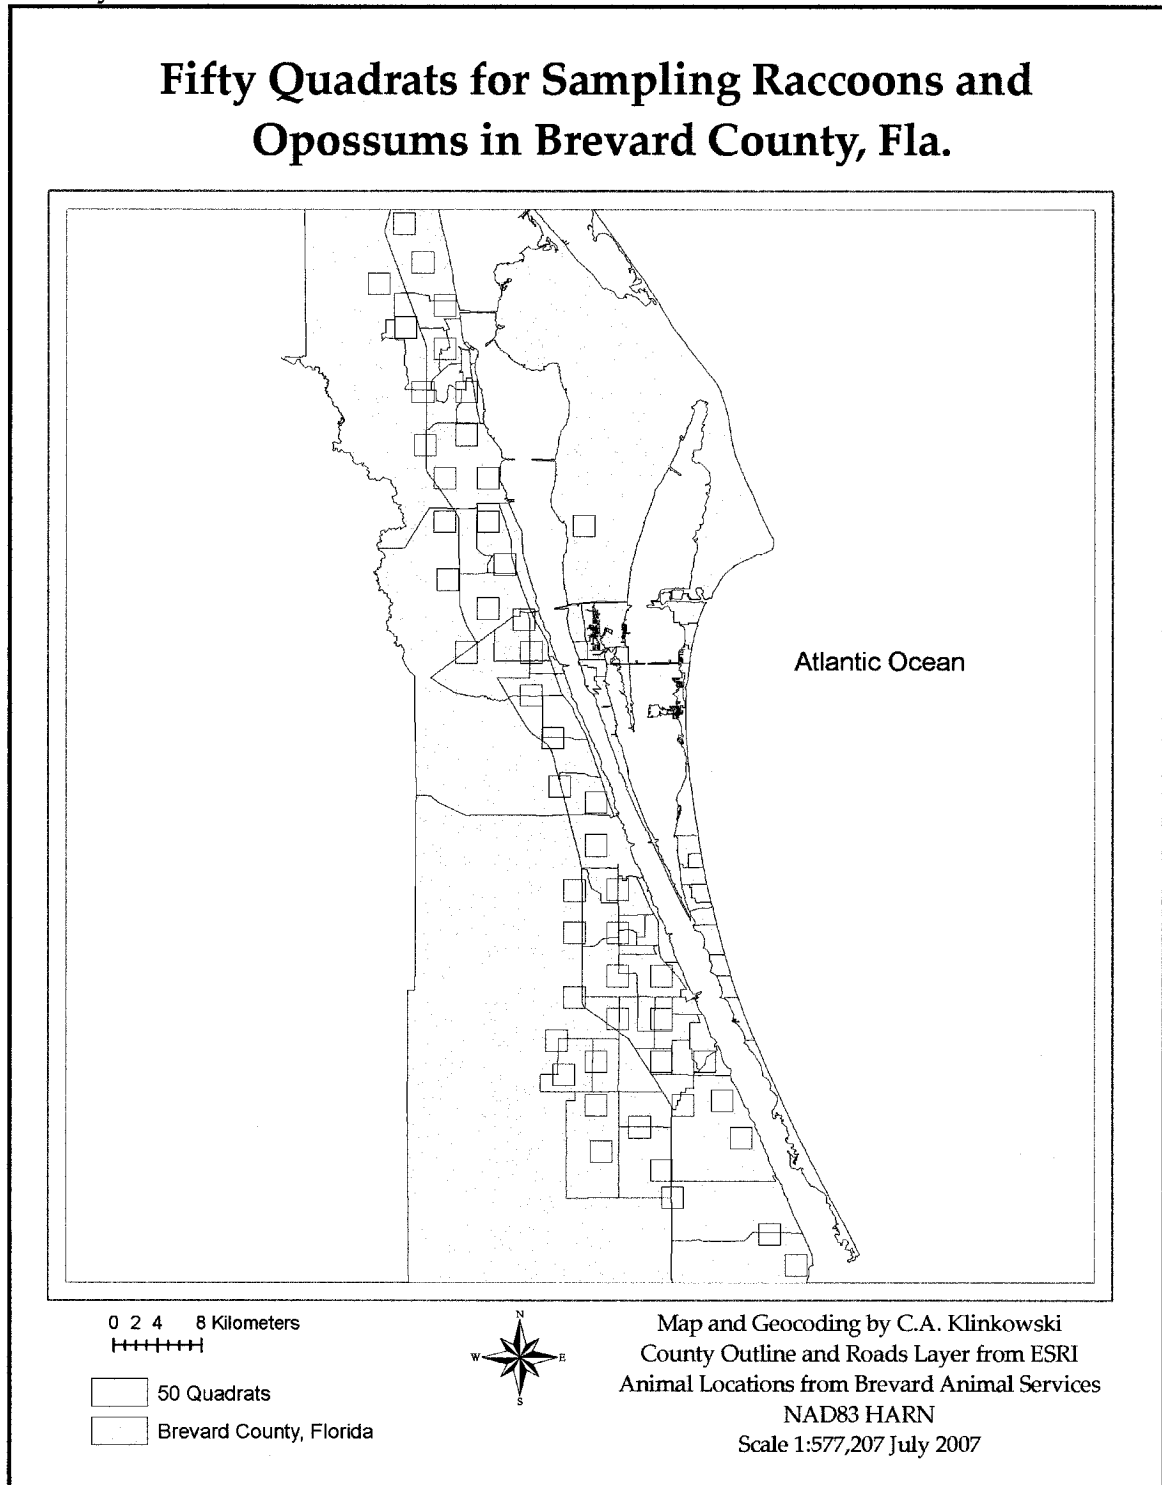 Fifty Quadrats for Sampling Raccoons and
Opossums in Brevard County, Fla.
Atlantic Ocean
0 2 4 8 Kilometers
50 Quadrats
Brevard County, Florida
N
W E
S
Map and Geocoding by C.A. Klinkowski
County Outline and Roads Layer from ESRI
Animal Locations from Brevard Animal Services
NAD83 HARN
Scale 1:577,207 July 2007